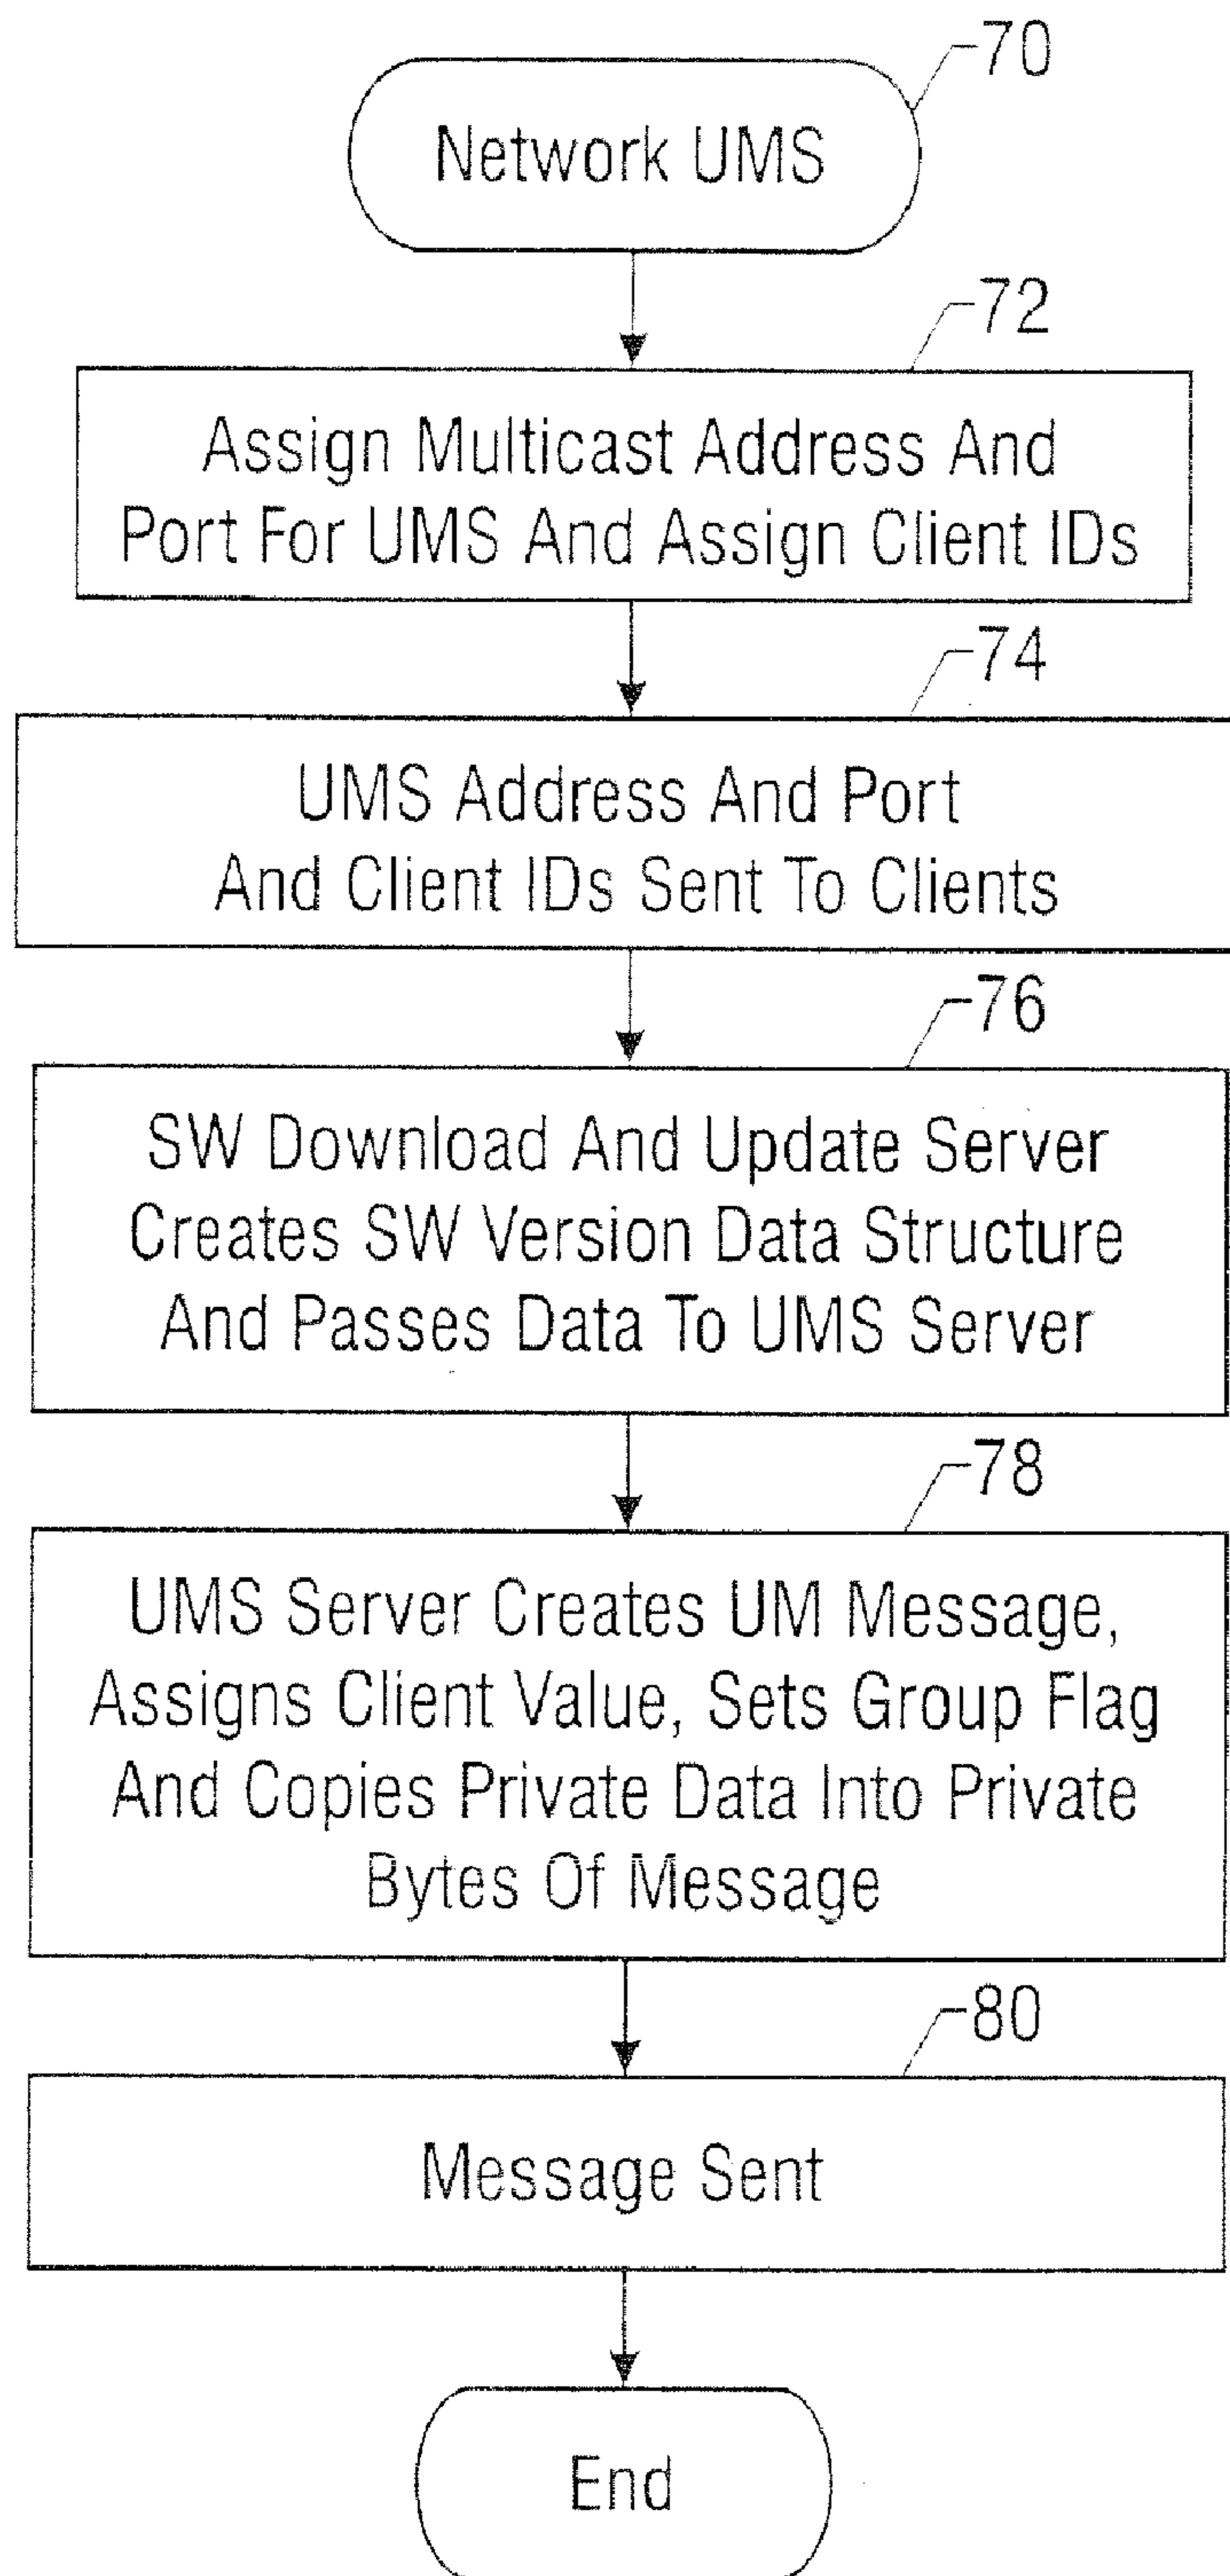 70
Network UMS
72
Assign Multicast Address And
Port For UMS And Assign Client IDs
74
UMS Address And Port
And Client IDs Sent To Clients
76
SW Download And Update Server
Creates SW Version Data Structure
And Passes Data To UMS Server
78
UMS Server Creates UM Message,
Assigns Client Value, Sets Group Flag
And Copies Private Data Into Private
Bytes Of Message
80
Message Sent
End